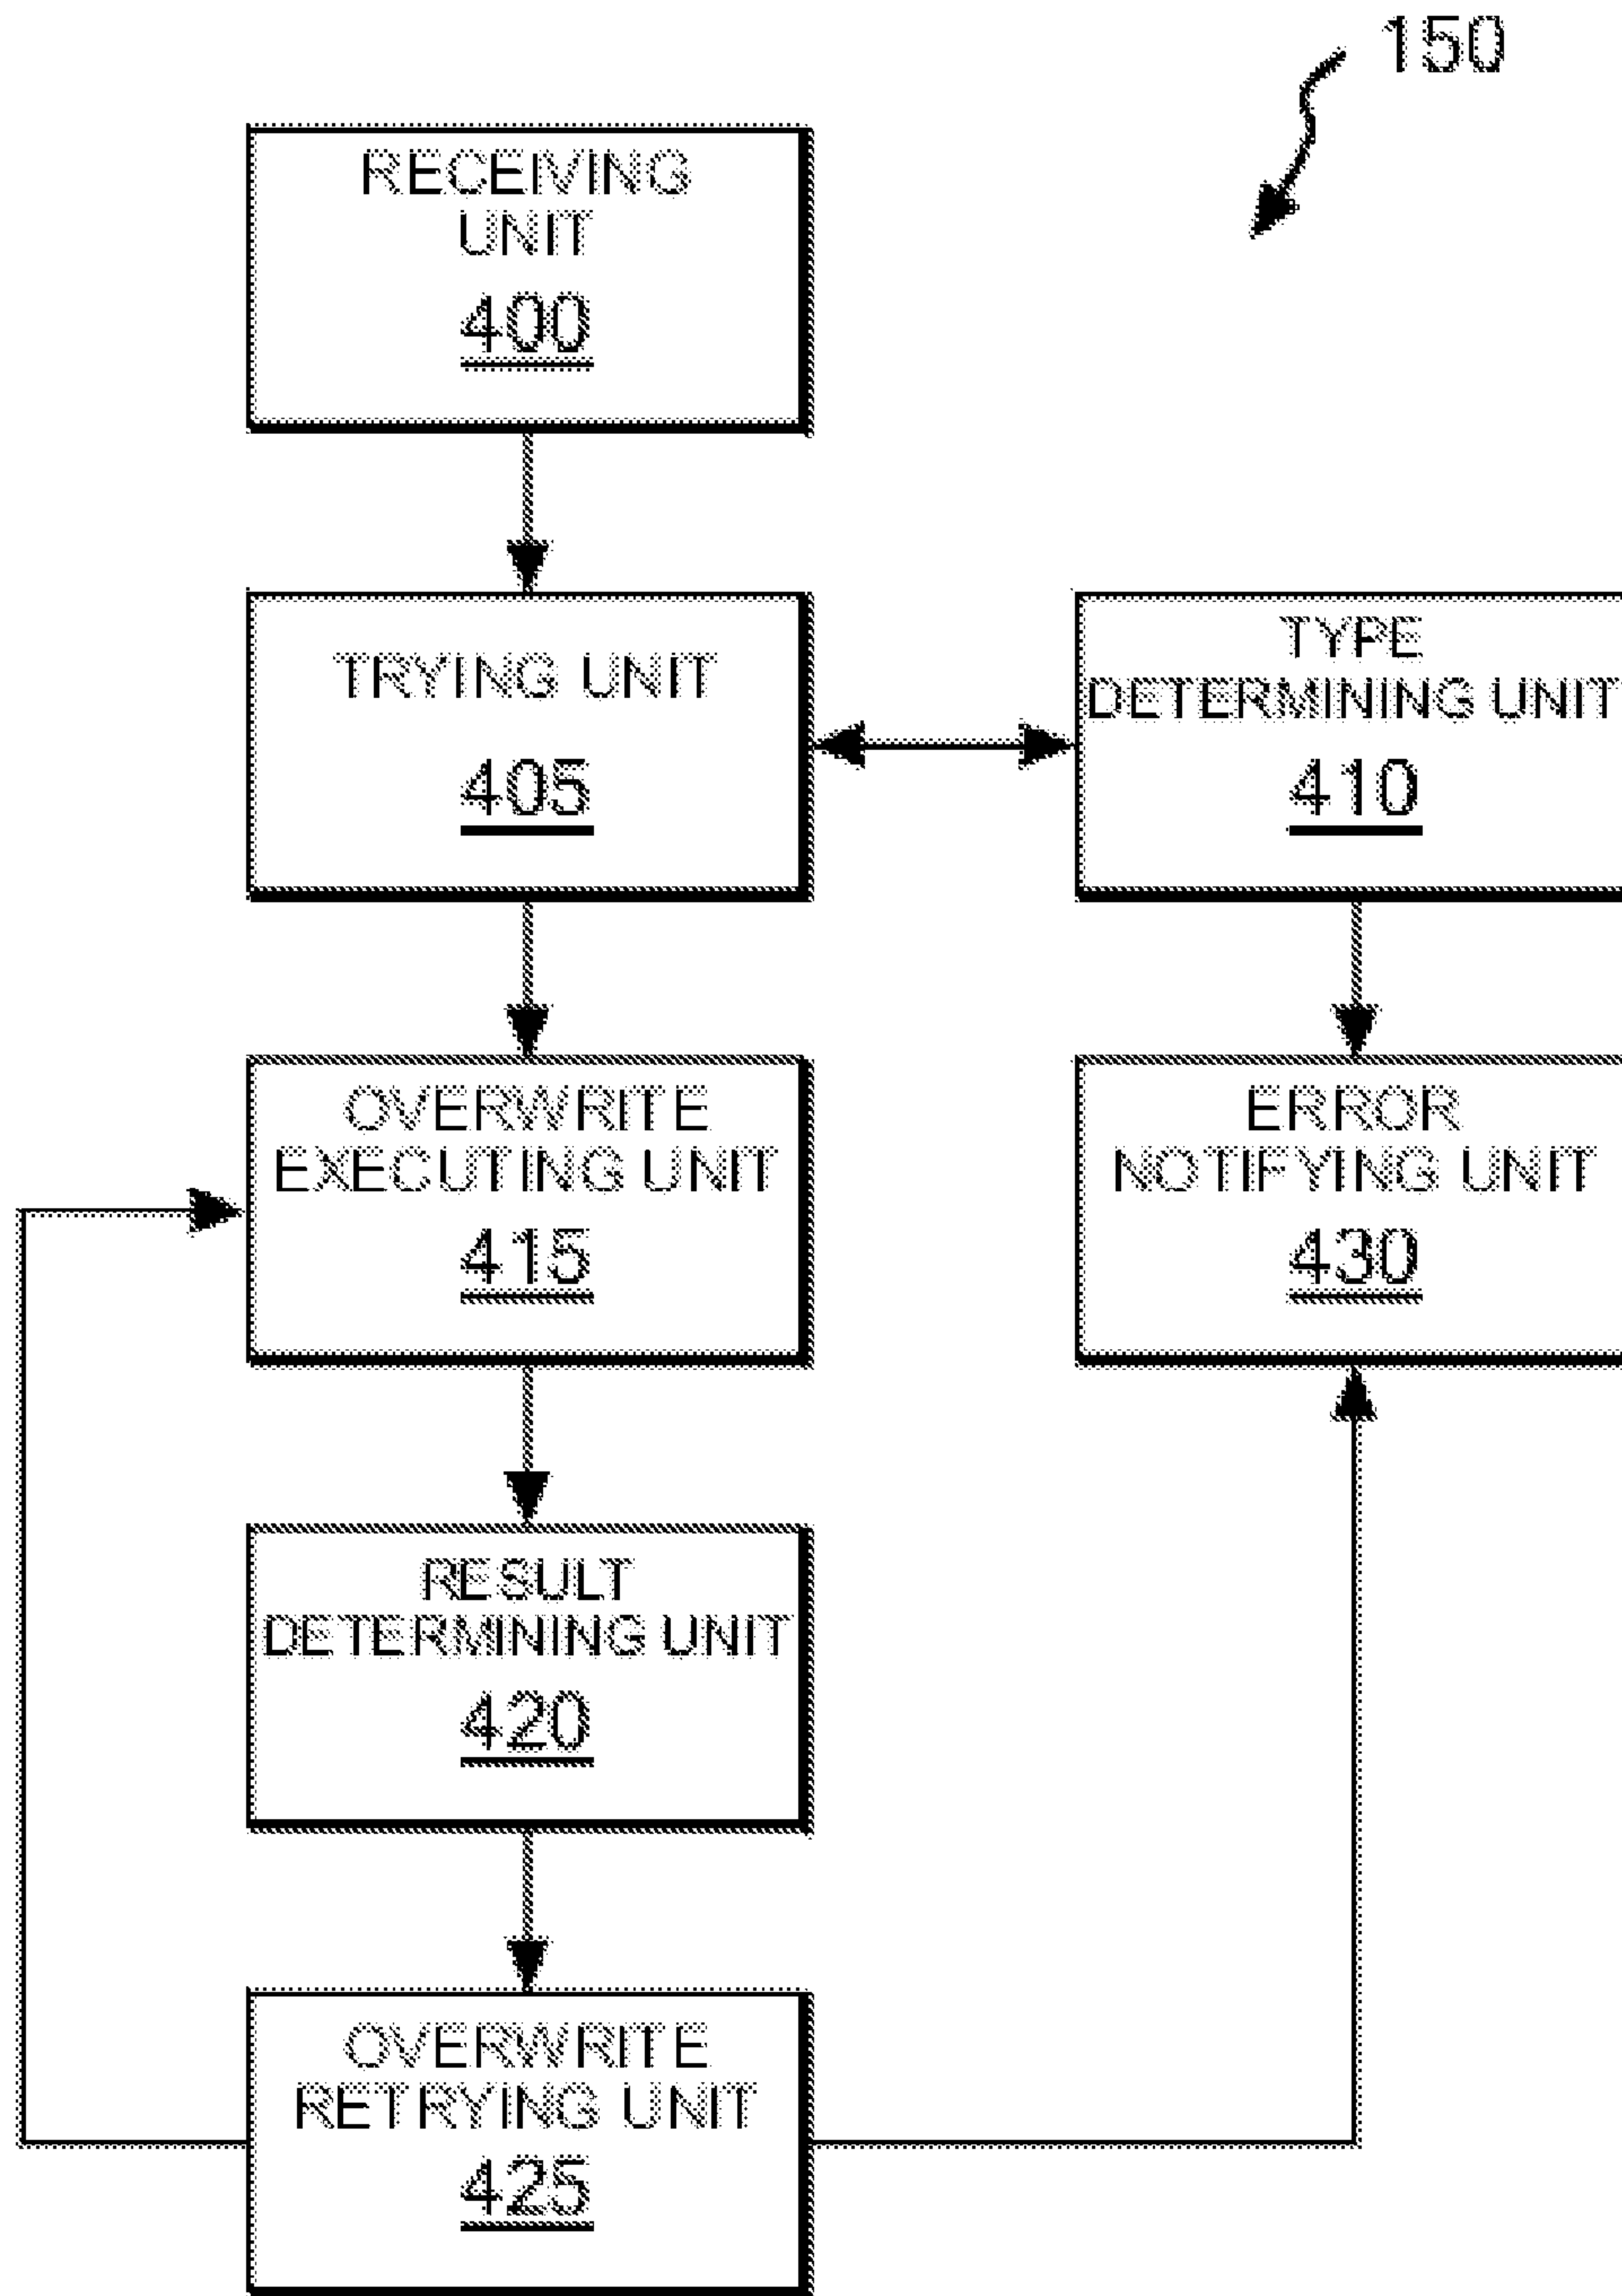 150
RECEIVING
UNIT
400
TRYING UNIT
405
TYPE
DETERMINING UNIT
410
OVERWRITE
EXECUTING UNIT
415
ERROR
NOTIFYING UNIT
430
RESULT
DETERMINING UNIT
420
OVERWRITE
RETRYING UNIT
425